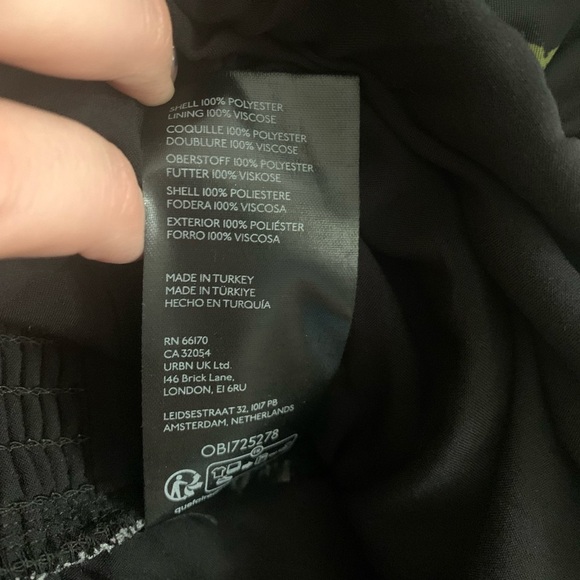 SHELL 100% POLYESTER
LINING 100% VISCOSE
COQUILLE 100% POLYESTER
DOUBLURE 100% VISCOSE
OBERSTOFF 100% POLYESTER
FUTTER 100% VISKOSE
SHELL 100% POLIESTERE
FODERA 100% VISCOSA
EXTERIOR 100% POLIÉSTER
FORRO 100% VISCOSA
MADE IN TURKEY
MADE IN TÜRKIYE
HECHO EN TURQUÍA
RN 66170
CA 32054
URBN UK Ltd.
146 Brick Lane,
LONDON, E1 6RU
LEIDSESTRAAT 32, 1017 PB
AMSTERDAM, NETHERLANDS
OB1725278